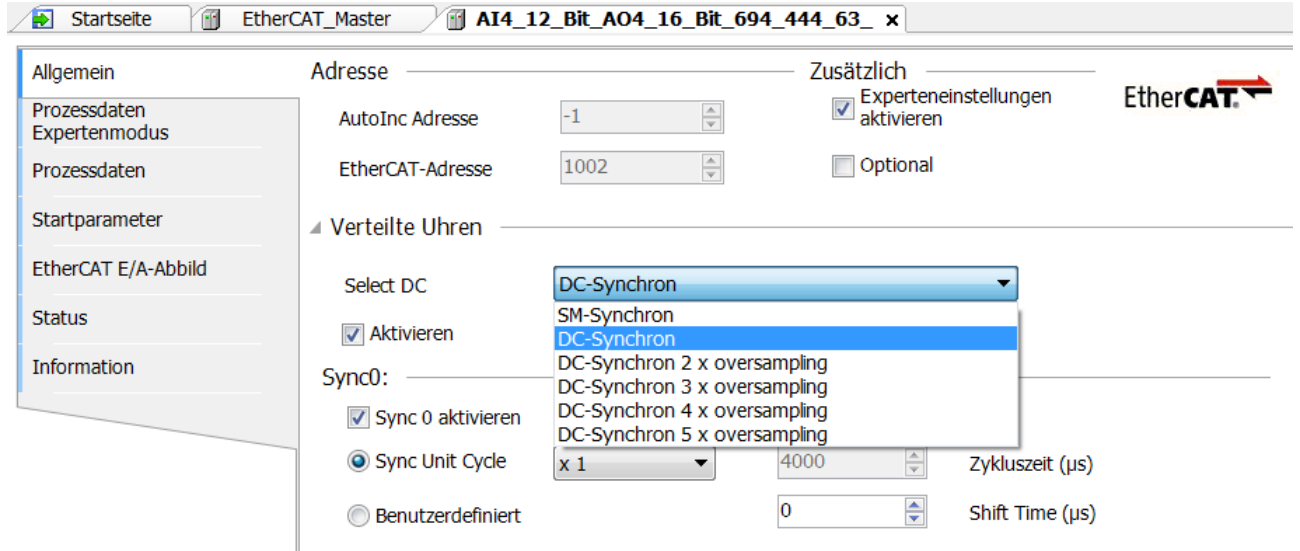 Startseite EtherCAT_Master AI4_12_Bit_AO4_16_Bit_694_444_63_ x
Allgemein
Prozessdaten
Expertenmodus
Prozessdaten
Startparameter
EtherCAT E/A-Abbild
Status
Information
Adresse
AutoInc Adresse -1
EtherCAT-Adresse 1002
Zusätzlich
Experteneinstellungen
aktivieren
Optional
EtherCAT.
Verteilte Uhren
Select DC DC-Synchron
SM-Synchron
DC-Synchron
DC-Synchron 2 x oversampling
DC-Synchron 3 x oversampling
DC-Synchron 4 x oversampling
DC-Synchron 5 x oversampling
Aktivieren
Sync0:
Sync 0 aktivieren
Sync Unit Cycle x 1 4000 Zykluszeit (µs)
Benutzerdefiniert 0 Shift Time (µs)